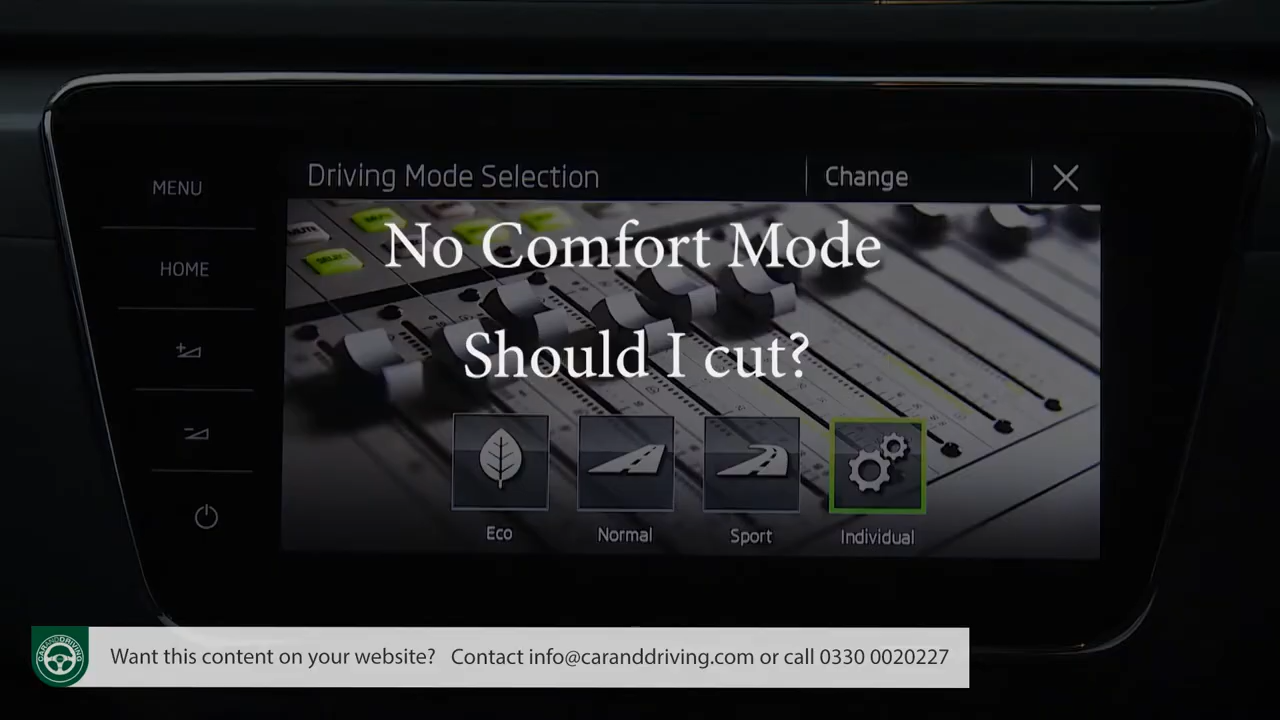 Driving Mode Selection
Change
MENU
HOME
No Comfort Mode
Should I cut?
Eco
Normal
Sport
Individual
CARANDDRIVING
Want this content on your website? Contact info@caranddriving.com or call 0330 0020227